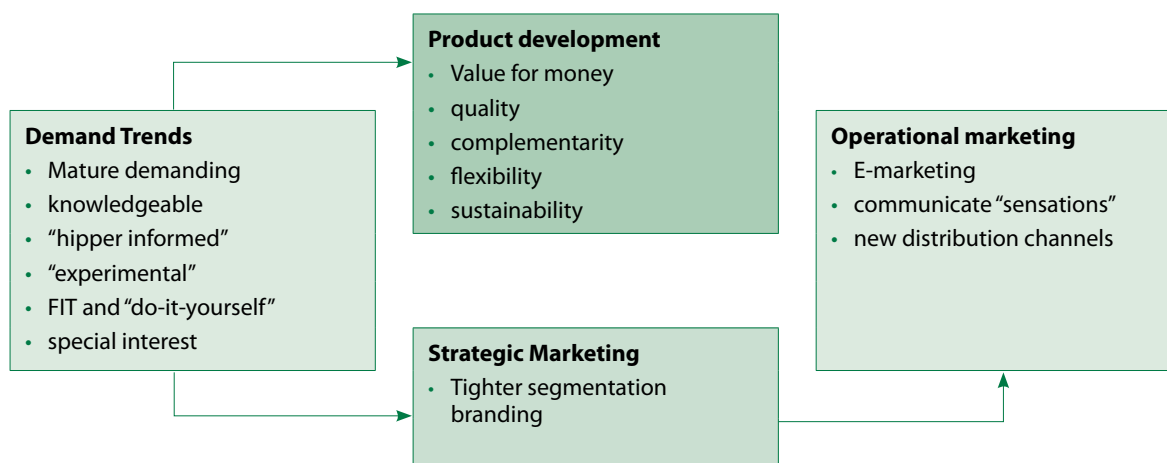 Product development
• Value for money
• quality
• complementarity
• flexibility
• sustainability
Demand Trends
• Mature demanding
• knowledgeable
• “hipper informed”
• “experimental”
• FIT and “do-it-yourself”
• special interest
Operational marketing
• E-marketing
• communicate “sensations”
• new distribution channels
Strategic Marketing
• Tighter segmentation
branding